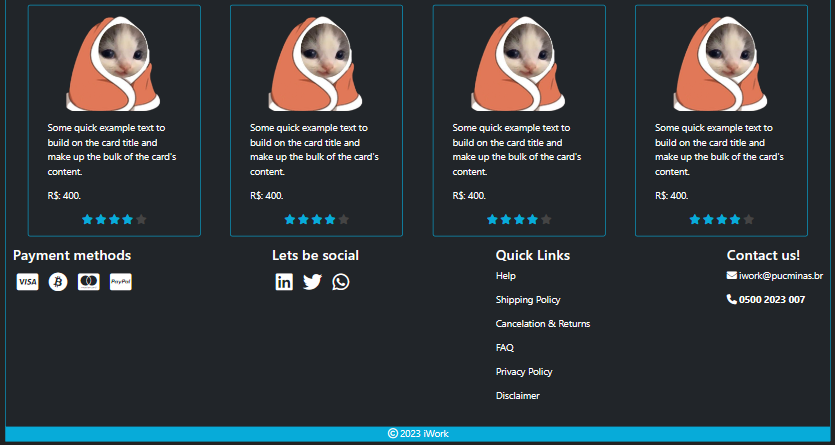 Some quick example text to
build on the card title and
make up the bulk of the card's
content.
R$: 400.
Some quick example text to
build on the card title and
make up the bulk of the card's
content.
R$: 400.
Some quick example text to
build on the card title and
make up the bulk of the card's
content.
R$: 400.
Some quick example text to
build on the card title and
make up the bulk of the card's
content.
R$: 400.
Payment methods
VISA PayPal
Lets be social
in
Quick Links
Help
Shipping Policy
Cancelation & Returns
FAQ
Privacy Policy
Disclaimer
Contact us!
iwork@pucminas.br
0500 2023 007
© 2023 iWork